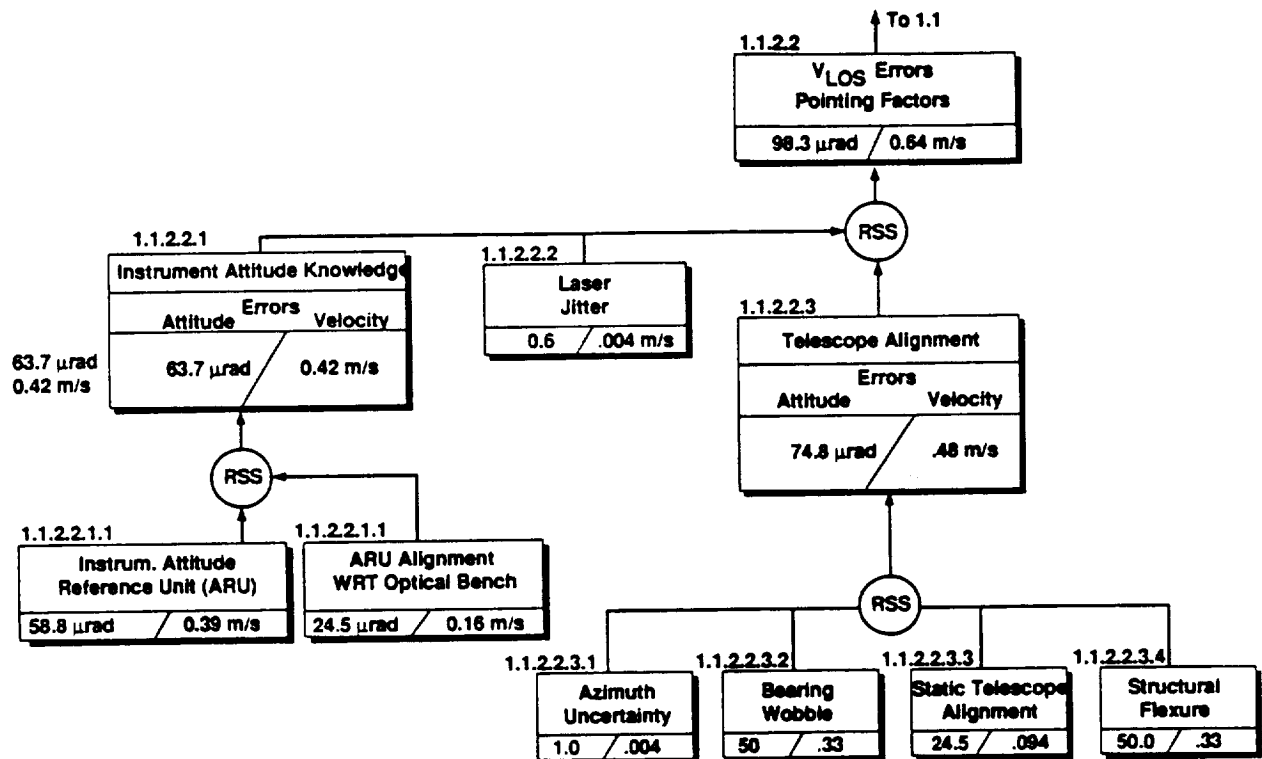 To 1.1
1.1.2.2
VLOS Errors
Pointing Factors
98.3 μrad / 0.64 m/s
RSS
1.1.2.2.1
Instrument Attitude Knowledge
Errors
Attitude Velocity
63.7 μrad / 0.42 m/s
63.7 μrad
0.42 m/s
1.1.2.2.2
Laser
Jitter
0.6 / .004 m/s
1.1.2.2.3
Telescope Alignment
Errors
Attitude Velocity
74.8 μrad / .48 m/s
RSS
1.1.2.2.1.1
Instrum. Attitude
Reference Unit (ARU)
58.8 μrad / 0.39 m/s
1.1.2.2.1.1
ARU Alignment
WRT Optical Bench
24.5 μrad / 0.16 m/s
RSS
1.1.2.2.3.1
Azimuth
Uncertainty
1.0 / .004
1.1.2.2.3.2
Bearing
Wobble
50 / .33
1.1.2.2.3.3
Static Telescope
Alignment
24.5 / .094
1.1.2.2.3.4
Structural
Flexure
50.0 / .33